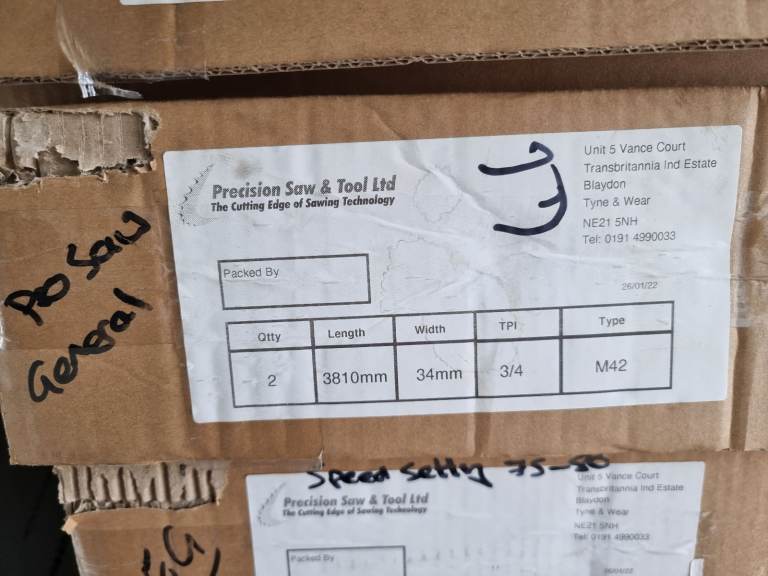 Precision Saw & Tool Ltd
The Cutting Edge of Sawing Technology
Unit 5 Vance Court
Transbritannia Ind Estate
Blaydon
Tyne & Wear
NE21 5NH
Tel: 0191 4990033
Packed By
26/01/22
Qtty Length Width TPI Type
2 3810mm 34mm 3/4 M42
Saw
General
Speed Setty 75-80
Precision Saw & Tool Ltd
The Cutting Edge of Sawing Technology
Unit 5 Vance Court
Transbritannia Ind Estate
Blaydon
Tyne & Wear
NE21 5NH
Tel: 0191 4990033
Packed By